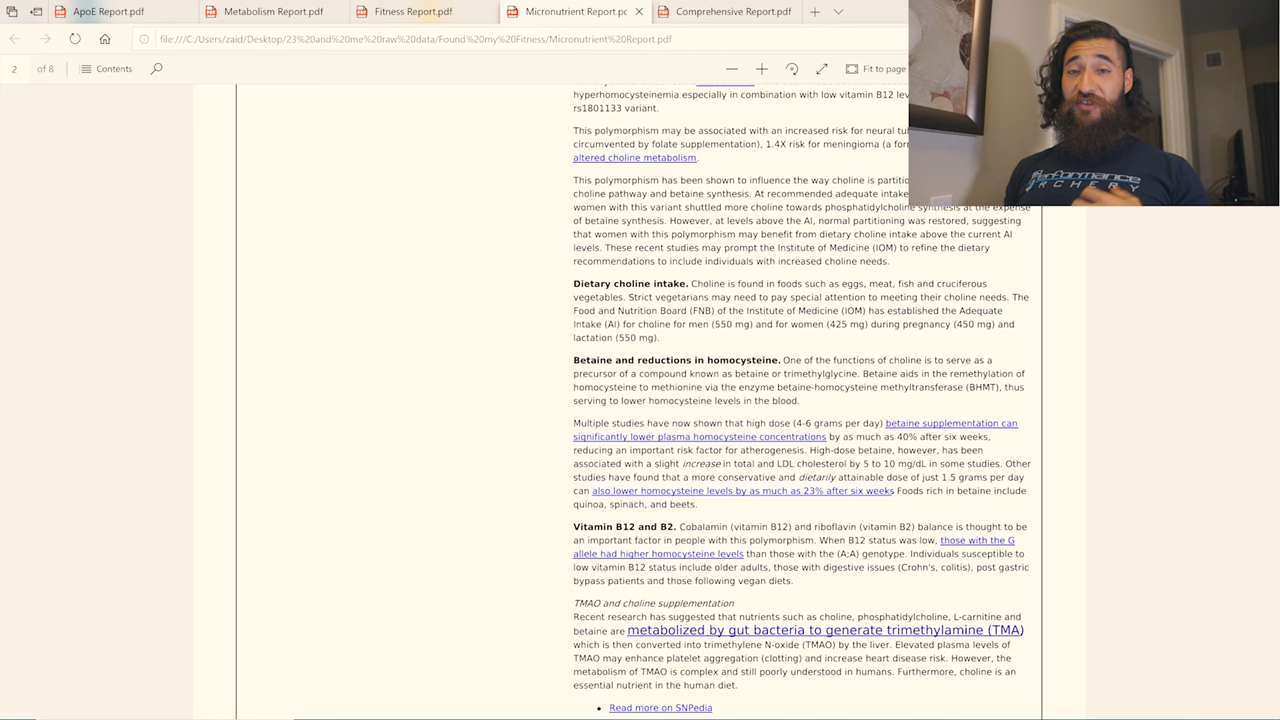 ApoE Report.pdf
Metabolism Report.pdf
Fitness Report.pdf
Micronutrient Report.pc
Comprehensive Report.pdf
file:///C:/Users/zaid/Desktop/23%20and%20me%20raw%20data/Found%20my%20Fitness/Micronutrient%20Report.pdf
2 of 8
Contents
Fit to page
hyperhomocysteinemia especially in combination with low vitamin B12 lev
rs1801133 variant.
This polymorphism may be associated with an increased risk for neural tub
circumvented by folate supplementation), 1.4X risk for meningioma (a forn
altered choline metabolism.
This polymorphism has been shown to influence the way choline is partitio
choline pathway and betaine synthesis. At recommended adequate intake
women with this variant shuttled more choline towards phosphatidylcholine synthesis at the expense
of betaine synthesis. However, at levels above the AI, normal partitioning was restored, suggesting
that women with this polymorphism may benefit from dietary choline intake above the current AI
levels. These recent studies may prompt the Institute of Medicine (IOM) to refine the dietary
recommendations to include individuals with increased choline needs.
Dietary choline intake. Choline is found in foods such as eggs, meat, fish and cruciferous
vegetables. Strict vegetarians may need to pay special attention to meeting their choline needs. The
Food and Nutrition Board (FNB) of the Institute of Medicine (IOM) has established the Adequate
Intake (AI) for choline for men (550 mg) and for women (425 mg) during pregnancy (450 mg) and
lactation (550 mg).
Betaine and reductions in homocysteine. One of the functions of choline is to serve as a
precursor of a compound known as betaine or trimethylglycine. Betaine aids in the remethylation of
homocysteine to methionine via the enzyme betaine-homocysteine methyltransferase (BHMT), thus
serving to lower homocysteine levels in the blood.
Multiple studies have now shown that high dose (4-6 grams per day) betaine supplementation can
significantly lower plasma homocysteine concentrations by as much as 40% after six weeks,
reducing an important risk factor for atherogenesis. High-dose betaine, however, has been
associated with a slight increase in total and LDL cholesterol by 5 to 10 mg/dL in some studies. Other
studies have found that a more conservative and dietarily attainable dose of just 1.5 grams per day
can also lower homocysteine levels by as much as 23% after six weeks Foods rich in betaine include
quinoa, spinach, and beets.
Vitamin B12 and B2. Cobalamin (vitamin B12) and riboflavin (vitamin B2) balance is thought to be
an important factor in people with this polymorphism. When B12 status was low, those with the G
allele had higher homocysteine levels than those with the (A;A) genotype. Individuals susceptible to
low vitamin B12 status include older adults, those with digestive issues (Crohn's, colitis), post gastric
bypass patients and those following vegan diets.
TMAO and choline supplementation
Recent research has suggested that nutrients such as choline, phosphatidylcholine, L-carnitine and
betaine are metabolized by gut bacteria to generate trimethylamine (TMA)
which is then converted into trimethylene N-oxide (TMAO) by the liver. Elevated plasma levels of
TMAO may enhance platelet aggregation (clotting) and increase heart disease risk. However, the
metabolism of TMAO is complex and still poorly understood in humans. Furthermore, choline is an
essential nutrient in the human diet.
• Read more on SNPedia
Performance
ARCHERY